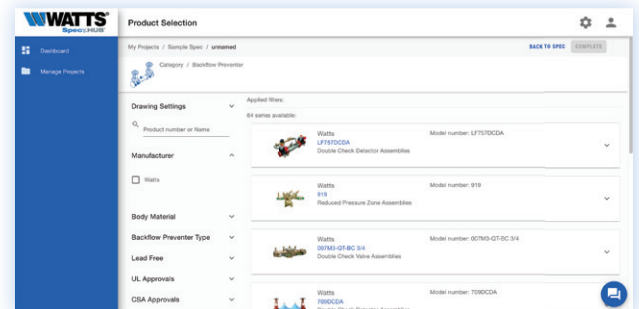 WATTS®
SpecHUB®
Product Selection
Dashboard
Manage Projects
My Projects / Sample Spec / unnamed
BACK TO SPEC
COMPLETE
Category / Backflow Preventer
Drawing Settings
Product number or Name
Manufacturer
Watts
Body Material
Backflow Preventer Type
Lead Free
UL Approvals
CSA Approvals
Applied filters:
64 series available:
Watts
LF757DCDA
Double Check Detector Assemblies
Model number: LF757DCDA
Watts
919
Reduced Pressure Zone Assemblies
Model number: 919
Watts
007M3-QT-BC 3/4
Double Check Valve Assemblies
Model number: 007M3-QT-BC 3/4
Watts
709DCDA
Double Check Detector Assemblies
Model number: 709DCDA